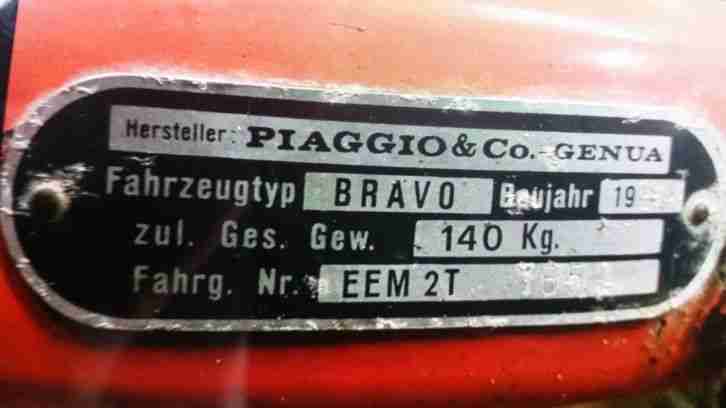 Hersteller: PIAGGIO & Co. - GENUA
Fahrzeugtyp BRAVO Baujahr 19
zul. Ges. Gew. 140 Kg.
Fahrg. Nr. EEM 2T